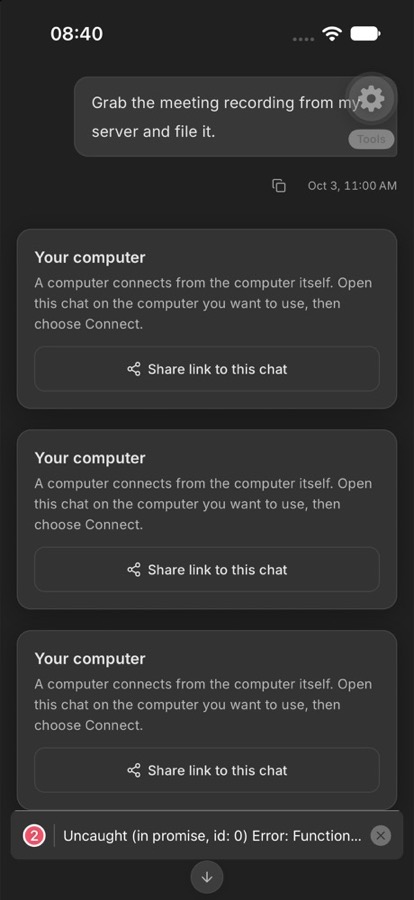 08:40
Grab the meeting recording from my
server and file it.
Tools
Oct 3, 11:00 AM
Your computer
A computer connects from the computer itself. Open
this chat on the computer you want to use, then
choose Connect.
Share link to this chat
Your computer
A computer connects from the computer itself. Open
this chat on the computer you want to use, then
choose Connect.
Share link to this chat
Your computer
A computer connects from the computer itself. Open
this chat on the computer you want to use, then
choose Connect.
Share link to this chat
2 Uncaught (in promise, id: 0) Error: Function...